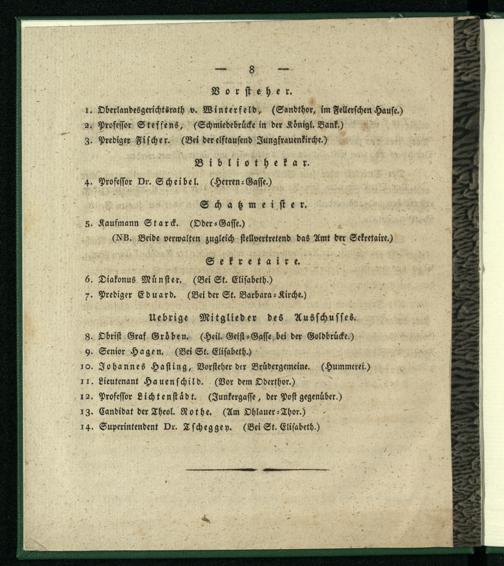 — 8 —
Vorsteher.
1. Oberlandesgerichtsrath v. Winterfeld, (Sandthor, im Fellerschen Hause.)
2. Professor Steffens, (Schmiedebrücke in der Königl. Bank.)
3. Prediger Fischer. (Bei der eilftausend Jungfrauenkirche.)
Bibliothekar.
4. Professor Dr. Scheibel. (Herren=Gasse.)
Schatzmeister.
5. Kaufmann Starck. (Oder=Gasse.)
(NB. Beide verwalten zugleich stellvertretend das Amt der Sekretaire.)
Sekretaire.
6. Diakonus Münster. (Bei St. Elisabeth.)
7. Prediger Eduard. (Bei der St. Barbara=Kirche.)
Uebrige Mitglieder des Ausschusses.
8. Obrist Graf Gröben. (Heil. Geist=Gasse bei der Goldbrücke.)
9. Senior Hagen. (Bei St. Elisabeth.)
10. Johannes Hasting, Vorsteher der Brüdergemeine. (Hummerei.)
11. Lieutenant Hauenschild. (Vor dem Oderthor.)
12. Professor Lichtenstädt. (Junkergasse, der Post gegenüber.)
13. Candidat der Theol. Rothe. (Am Ohlauer=Thor.)
14. Superintendent Dr. Tscheggey. (Bei St. Elisabeth.)